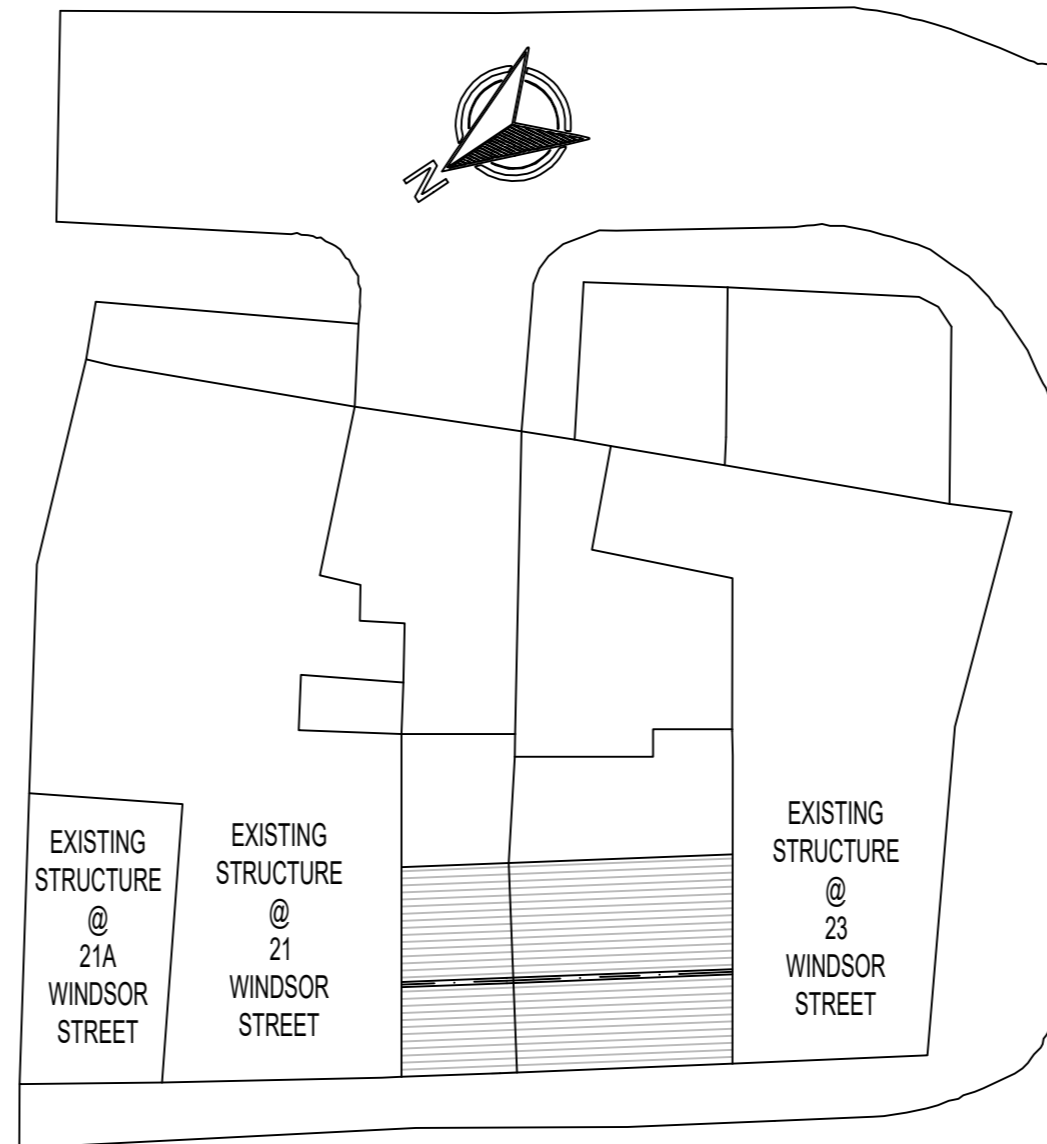 N
EXISTING
STRUCTURE
@
21A
WINDSOR
STREET
EXISTING
STRUCTURE
@
21
WINDSOR
STREET
EXISTING
STRUCTURE
@
23
WINDSOR
STREET